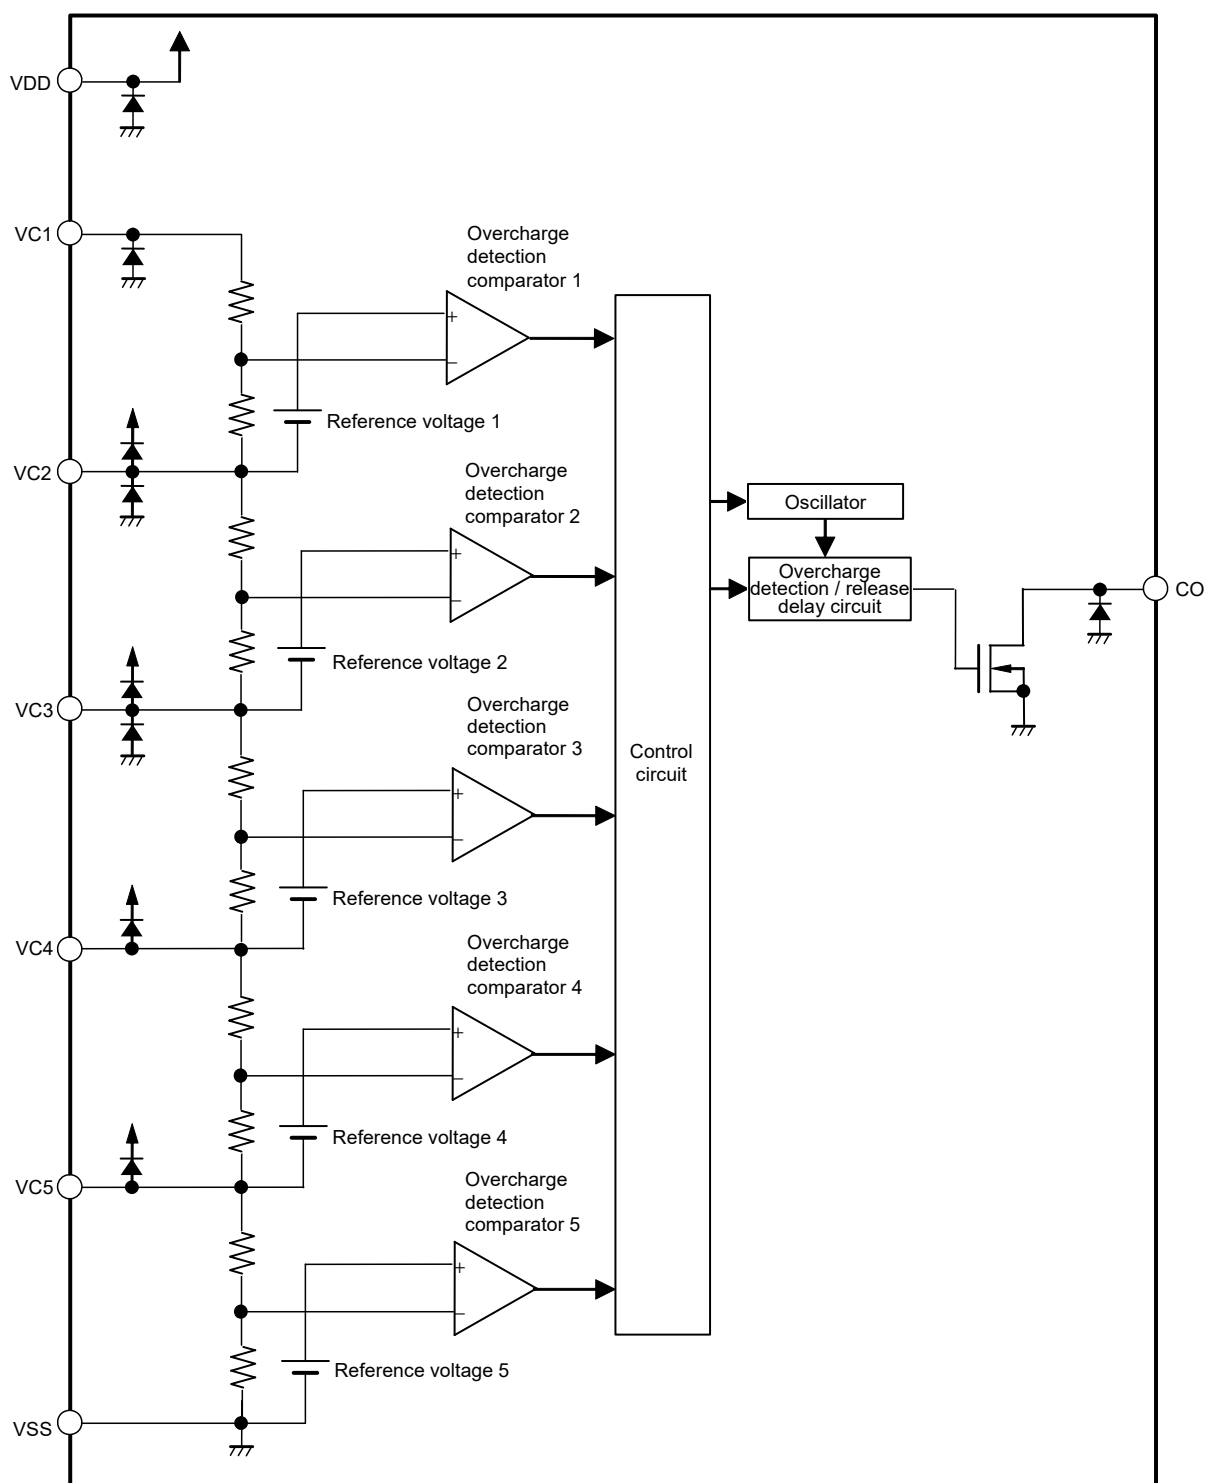 VDD
VC1
Overcharge
detection
comparator 1
+
−
Reference voltage 1
VC2
Overcharge
detection
comparator 2
+
−
Oscillator
Overcharge
detection / release
delay circuit
CO
Reference voltage 2
VC3
Overcharge
detection
comparator 3
Control
circuit
+
−
Reference voltage 3
VC4
Overcharge
detection
comparator 4
+
−
Reference voltage 4
VC5
Overcharge
detection
comparator 5
+
−
Reference voltage 5
VSS